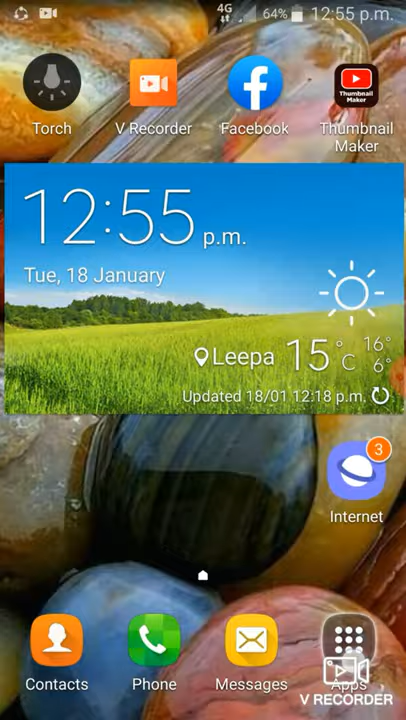 4G 64% 12:55 p.m.
Torch V Recorder Facebook Thumbnail Maker
Thumbnail
Maker
12:55 p.m.
Tue, 18 January
Leepa 15°C 16°
6°
Updated 18/01 12:18 p.m.
3
Internet
Contacts Phone Messages Apps
V RECORDER